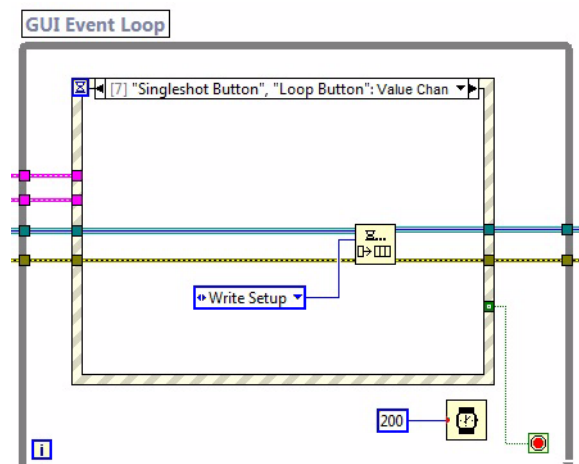 GUI Event Loop
[7] "Singleshot Button", "Loop Button": Value Chan
Write Setup
200
i